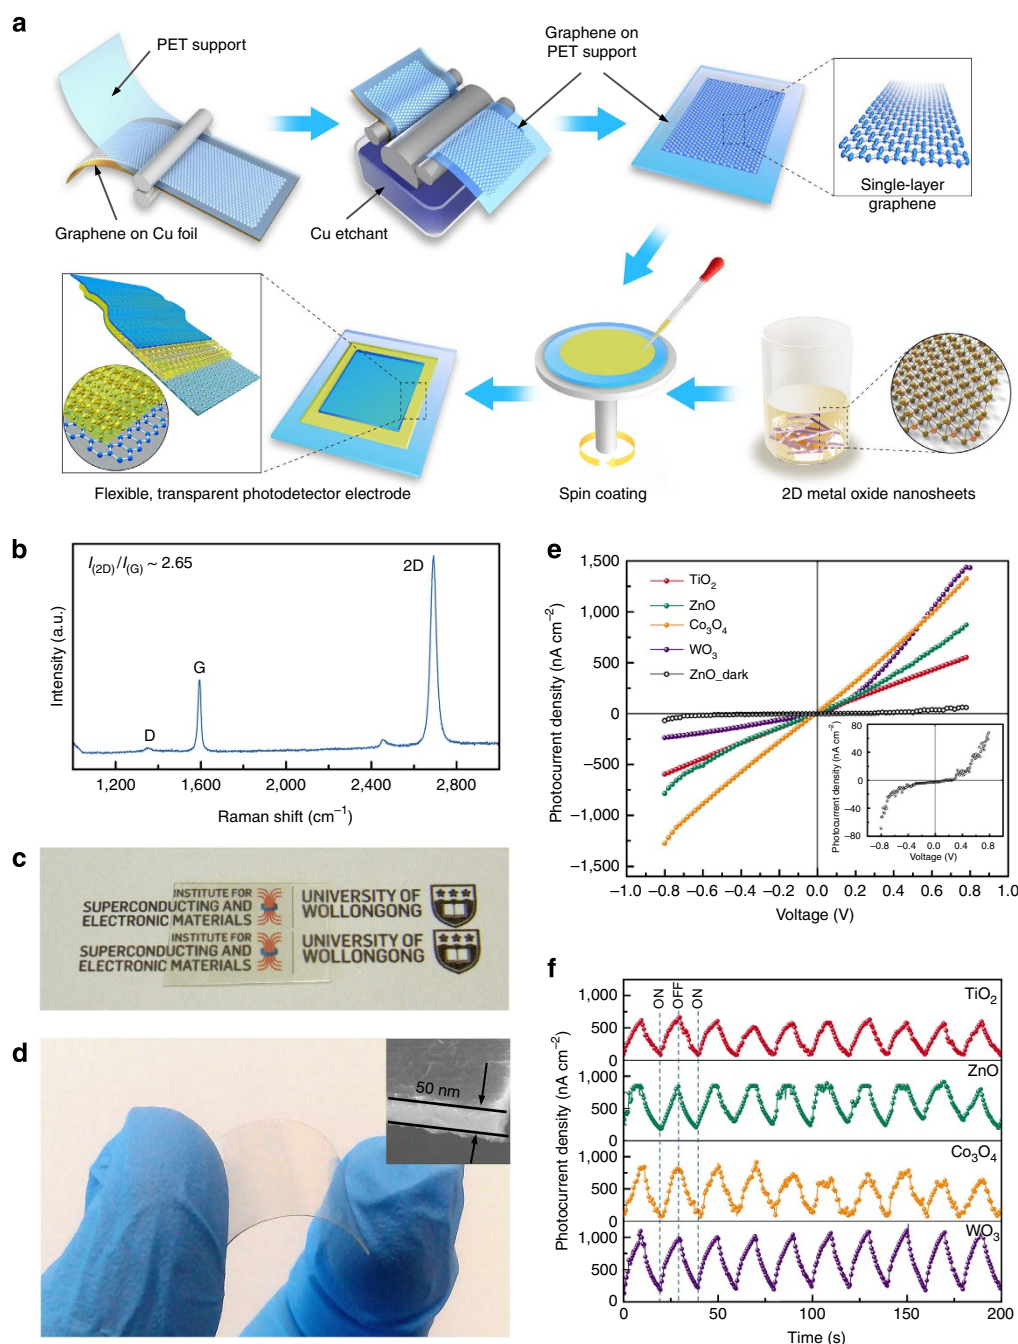 a
PET support
Graphene on
PET support
Graphene on Cu foil
Cu etchant
Single-layer
graphene
Flexible, transparent photodetector electrode
Spin coating
2D metal oxide nanosheets
b
I(2D)/I(G) ~ 2.65
2D
G
D
Intensity (a.u.)
1,200
1,600
2,000
2,400
2,800
Raman shift (cm−1)
c
INSTITUTE FOR
SUPERCONDUCTING AND
ELECTRONIC MATERIALS
UNIVERSITY OF
WOLLONGONG
INSTITUTE FOR
SUPERCONDUCTING AND
ELECTRONIC MATERIALS
UNIVERSITY OF
WOLLONGONG
d
50 nm
e
Photocurrent density (nA cm−2)
1,500
1,000
500
0
−500
−1,000
−1,500
TiO2
ZnO
Co3O4
WO3
ZnO_dark
Photocurrent density (nA cm−2)
80
40
0
−40
−80
−0.8
−0.4
0.0
0.4
0.8
Voltage (V)
−1.0
−0.8
−0.6
−0.4
−0.2
0.0
0.2
0.4
0.6
0.8
1.0
Voltage (V)
f
Photocurrent density (nA cm−2)
ON
OFF
ON
1,000
500
0
TiO2
1,000
500
0
ZnO
1,000
500
0
Co3O4
1,000
500
0
WO3
0
50
100
150
200
Time (s)